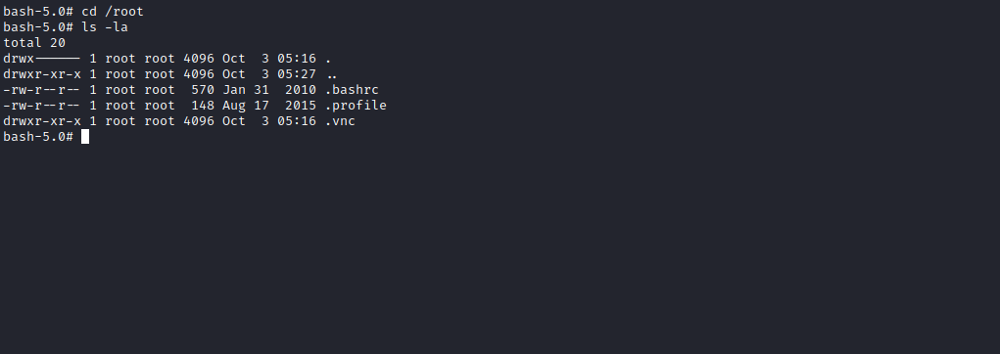 bash-5.0# cd /root
bash-5.0# ls -la
total 20
drwx------ 1 root root 4096 Oct  3 05:16 .
drwxr-xr-x 1 root root 4096 Oct  3 05:27 ..
-rw-r--r-- 1 root root  570 Jan 31  2010 .bashrc
-rw-r--r-- 1 root root  148 Aug 17  2015 .profile
drwxr-xr-x 1 root root 4096 Oct  3 05:16 .vnc
bash-5.0#